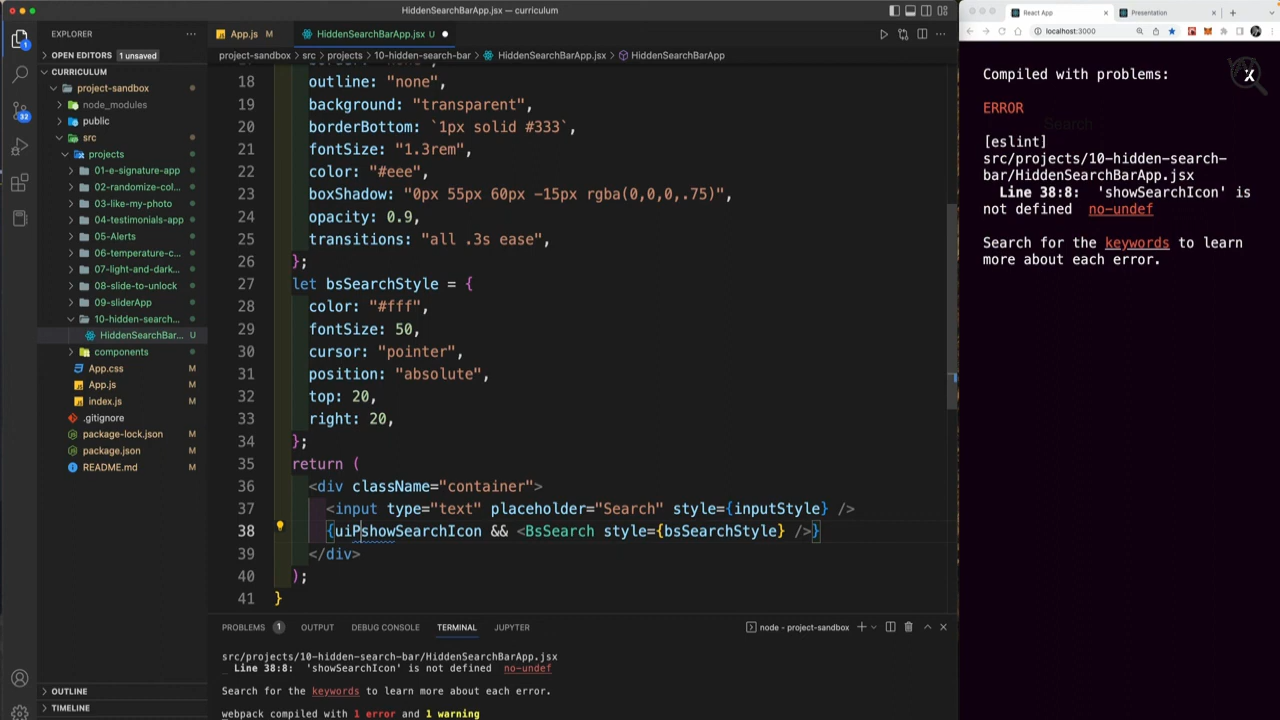 HiddenSearchBarApp.jsx — curriculum
EXPLORER
OPEN EDITORS 1 unsaved
CURRICULUM
project-sandbox
node_modules
public
src
projects
01-e-signature-app
02-randomize-col...
03-like-my-photo
04-testimonials-app
05-Alerts
06-temperature-c...
07-light-and-dark...
08-slide-to-unlock
09-sliderApp
10-hidden-search...
HiddenSearchBar... U
components
App.css M
App.js M
index.js M
.gitignore
package-lock.json M
package.json M
README.md M
OUTLINE
TIMELINE
1
32
App.js M
HiddenSearchBarApp.jsx U
project-sandbox > src > projects > 10-hidden-search-bar > HiddenSearchBarApp.jsx > HiddenSearchBarApp
18 outline: "none",
19 background: "transparent",
20 borderBottom: `1px solid #333`,
21 fontSize: "1.3rem",
22 color: "#eee",
23 boxShadow: "0px 55px 60px -15px rgba(0,0,0,.75)",
24 opacity: 0.9,
25 transitions: "all .3s ease",
26 };
27 let bsSearchStyle = {
28 color: "#fff",
29 fontSize: 50,
30 cursor: "pointer",
31 position: "absolute",
32 top: 20,
33 right: 20,
34 };
35 return (
36 <div className="container">
37 <input type="text" placeholder="Search" style={inputStyle} />
38 {uiPshowSearchIcon && <BsSearch style={bsSearchStyle} />}
39 </div>
40 );
41 }
PROBLEMS 1 OUTPUT DEBUG CONSOLE TERMINAL JUPYTER
node - project-sandbox
src/projects/10-hidden-search-bar/HiddenSearchBarApp.jsx
Line 38:8: 'showSearchIcon' is not defined no-undef
Search for the keywords to learn more about each error.
webpack compiled with 1 error and 1 warning
React App
Presentation
localhost:3000
Compiled with problems:
X
ERROR
Search
[eslint]
src/projects/10-hidden-search-
bar/HiddenSearchBarApp.jsx
Line 38:8: 'showSearchIcon' is
not defined no-undef
Search for the keywords to learn
more about each error.